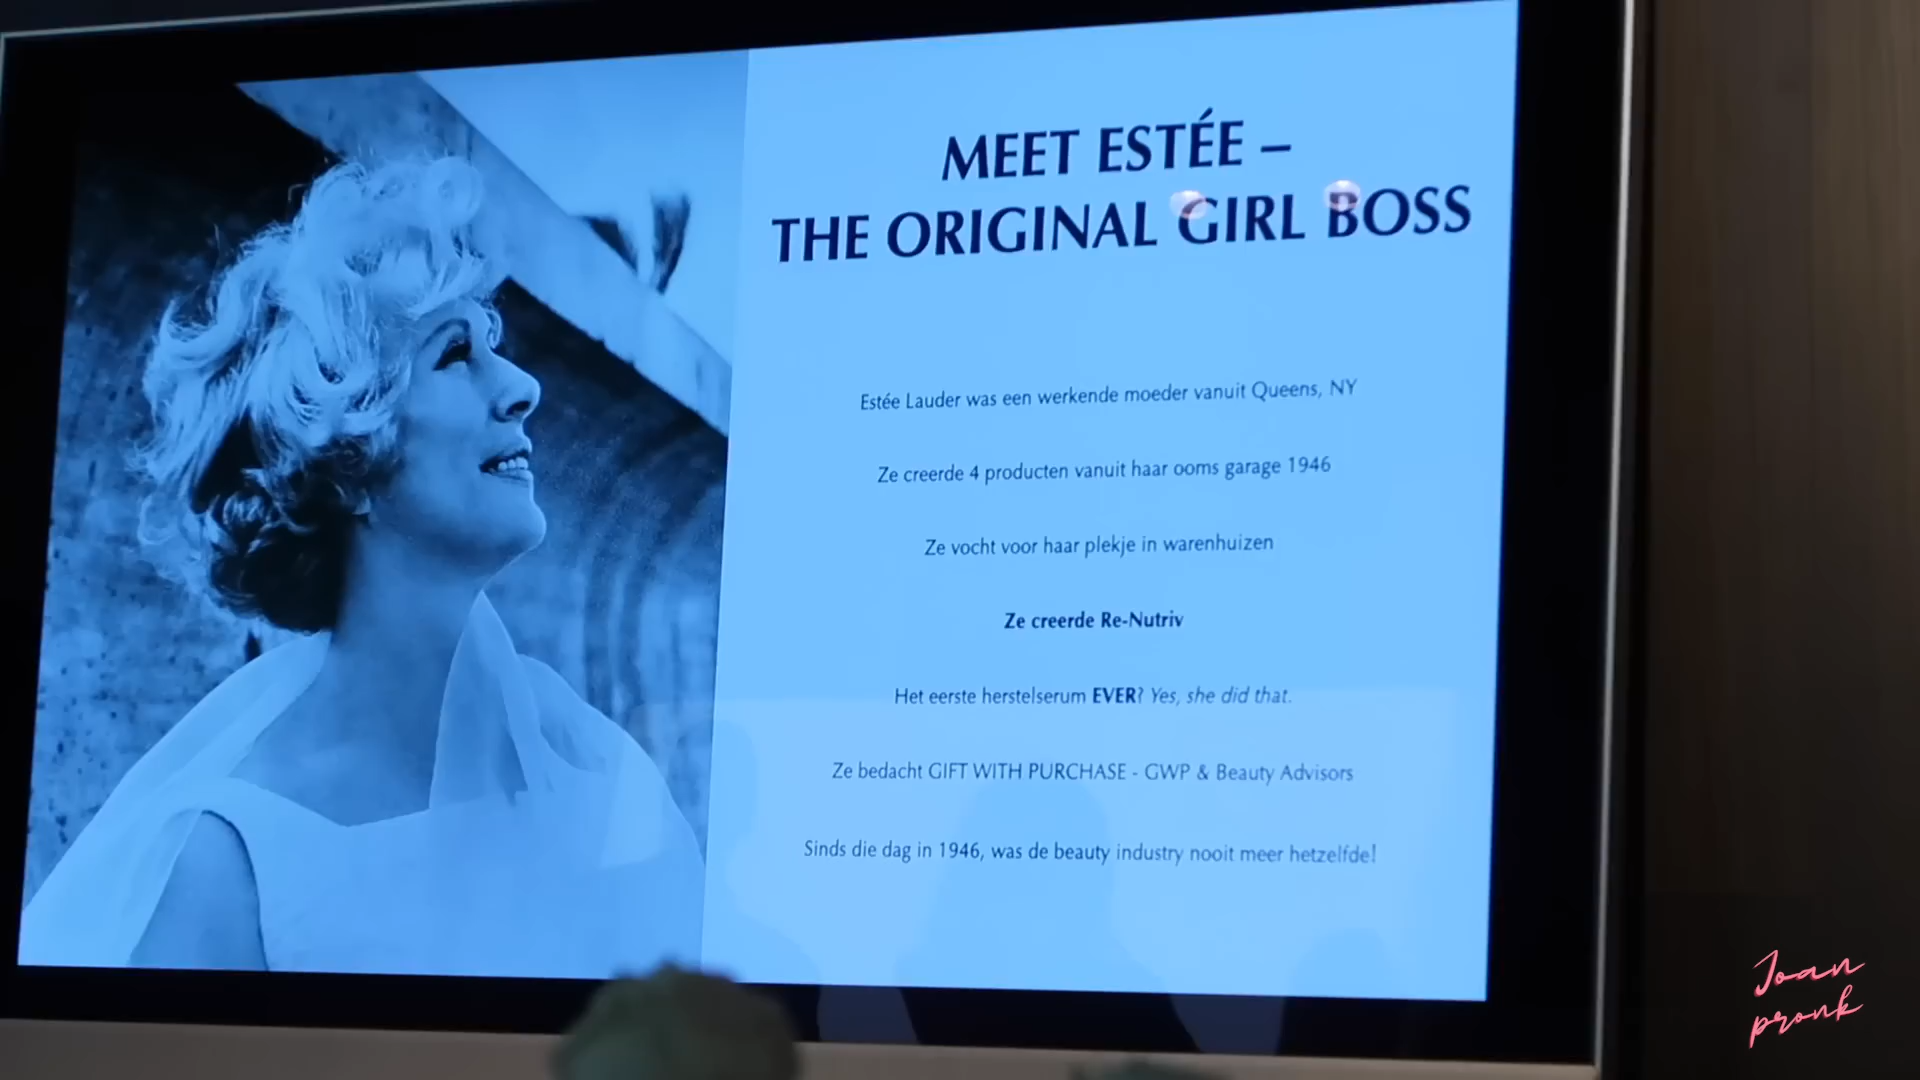 MEET ESTÉE –
THE ORIGINAL GIRL BOSS
Estée Lauder was een werkende moeder vanuit Queens, NY
Ze creerde 4 producten vanuit haar ooms garage 1946
Ze vocht voor haar plekje in warenhuizen
Ze creerde Re-Nutriv
Het eerste herstelserum EVER? Yes, she did that.
Ze bedacht GIFT WITH PURCHASE - GWP & Beauty Advisors
Sinds die dag in 1946, was de beauty industry nooit meer hetzelfde!
Joan
pronk